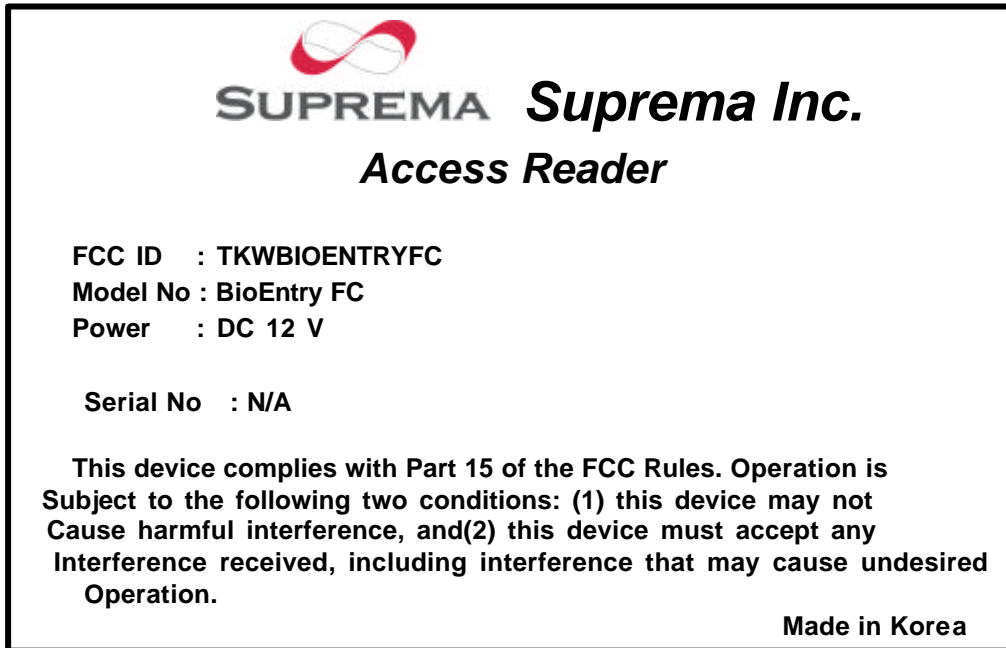 SUPREMA Suprema Inc.
Access Reader
FCC ID : TKWBIOENTRYFC
Model No : BioEntry FC
Power : DC 12 V
Serial No : N/A
This device complies with Part 15 of the FCC Rules. Operation is
Subject to the following two conditions: (1) this device may not
Cause harmful interference, and(2) this device must accept any
Interference received, including interference that may cause undesired
Operation.
Made in Korea